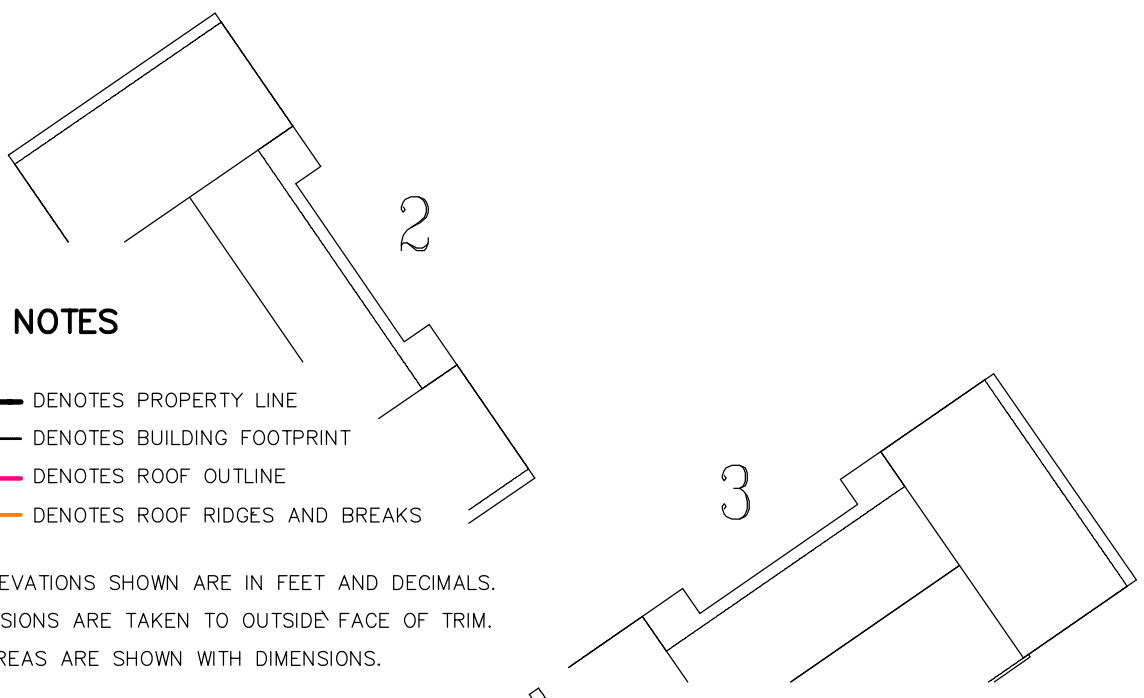 2
NOTES
DENOTES PROPERTY LINE
DENOTES BUILDING FOOTPRINT
3
DENOTES ROOF OUTLINE
DENOTES ROOF RIDGES AND BREAKS
EVATIONS SHOWN ARE IN FEET AND DECIMALS.
SIONS ARE TAKEN TO OUTSIDE FACE OF TRIM.
REAS ARE SHOWN WITH DIMENSIONS.